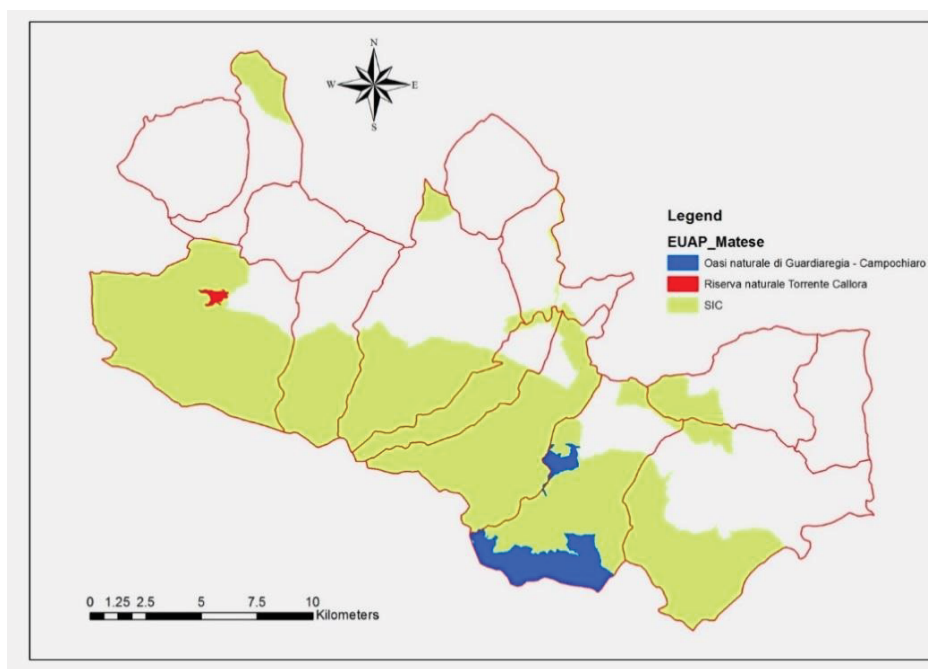 N
W
E
S
Legend
EUAP_Matese
Oasi naturale di Guardiaregia - Campochiaro
Riserva naturale Torrente Callora
SIC
0 1.25 2.5 5 7.5 10
Kilometers